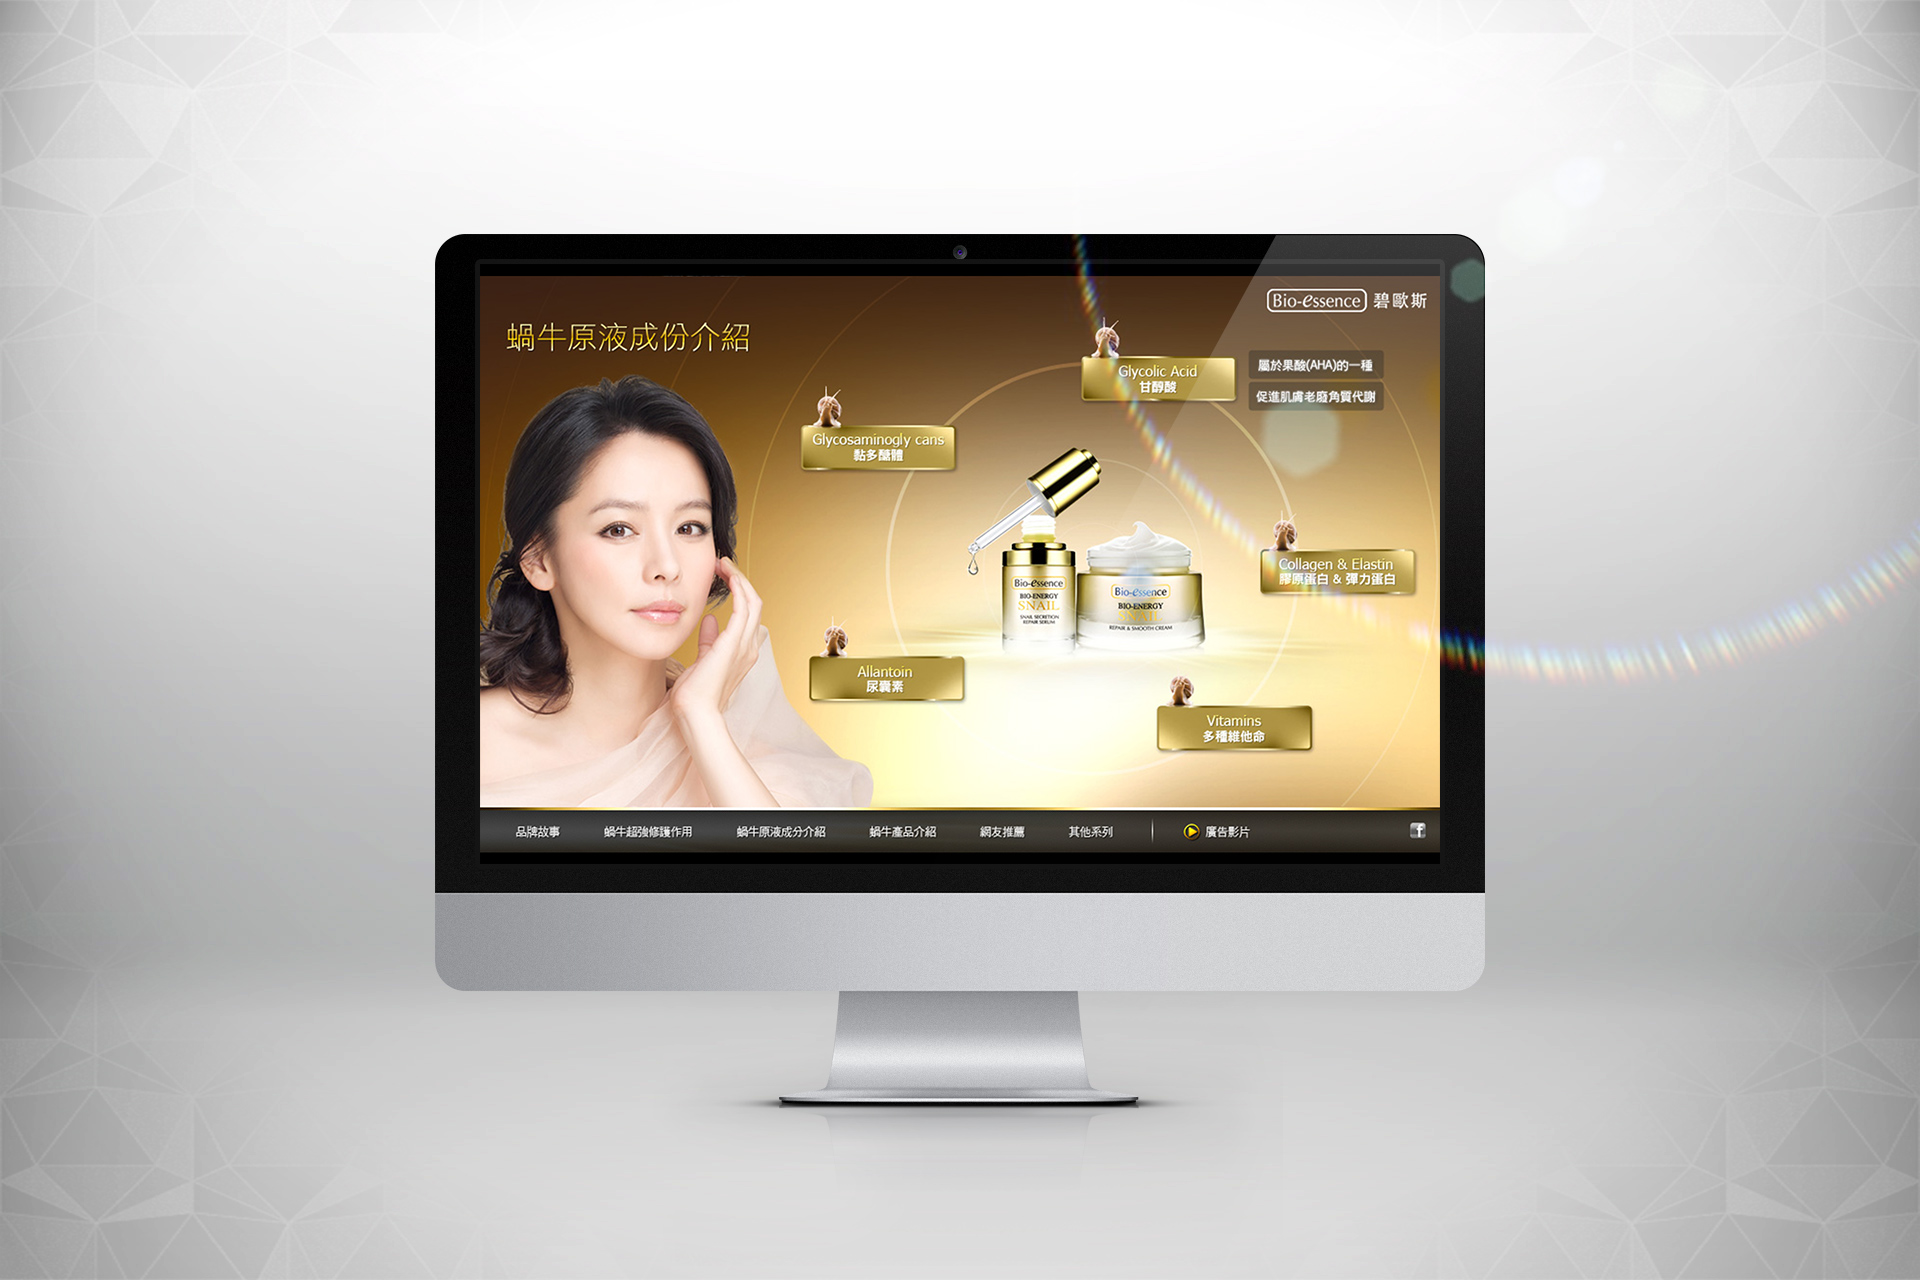 Bio-essence 碧歐斯
蝸牛原液成份介紹
Glycolic Acid
甘醇酸
屬於果酸(AHA)的一種
促進肌膚老廢角質代謝
Glycosaminogly cans
黏多醣體
Collagen & Elastin
膠原蛋白 & 彈力蛋白
Bio-essence
BIO-ENERGY
SNAIL
SNAIL SECRETION
REPAIR SERUM
Bio-essence
BIO-ENERGY
SNAIL
REPAIR & SMOOTH CREAM
Allantoin
尿囊素
Vitamins
多種維他命
品牌故事 蝸牛超強修護作用 蝸牛原液成分介紹 蝸牛產品介紹 網友推薦 其他系列 廣告影片 f